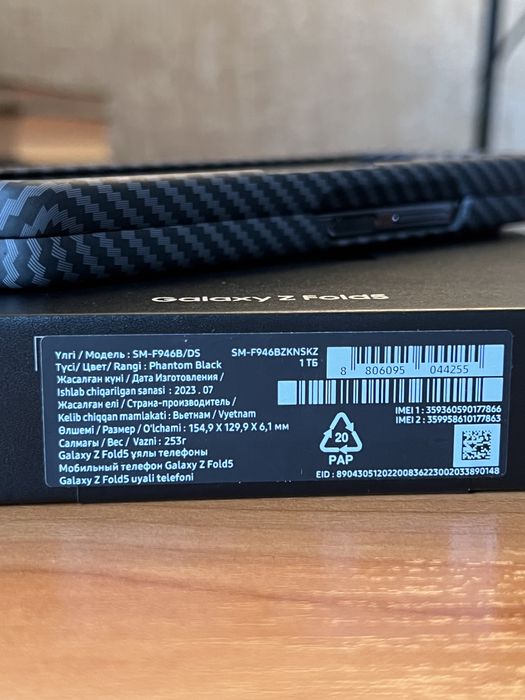 Galaxy Z Fold5
Үлгі / Модель : SM-F946B/DS
SM-F946BZKNSKZ
1 ТБ
Түсі / Цвет/ Rangi : Phantom Black
Жасалған күні / Дата Изготовления /
Ishlab chiqarilgan sanasi : 2023 . 07
Жасалған елі / Страна-производитель /
Kelib chiqqan mamlakati : Вьетнам / Vyetnam
Өлшемі / Размер / O'lchami : 154,9 X 129,9 X 6,1 мм
Салмағы / Вес / Vazni : 253г
Galaxy Z Fold5 ұялы телефоны
Мобильный телефон Galaxy Z Fold5
Galaxy Z Fold5 uyali telefoni
8 806095 044255
IMEI 1 : 359360590177866
IMEI 2 : 359958610177863
20
PAP
EID : 89043051202200836223002033890148